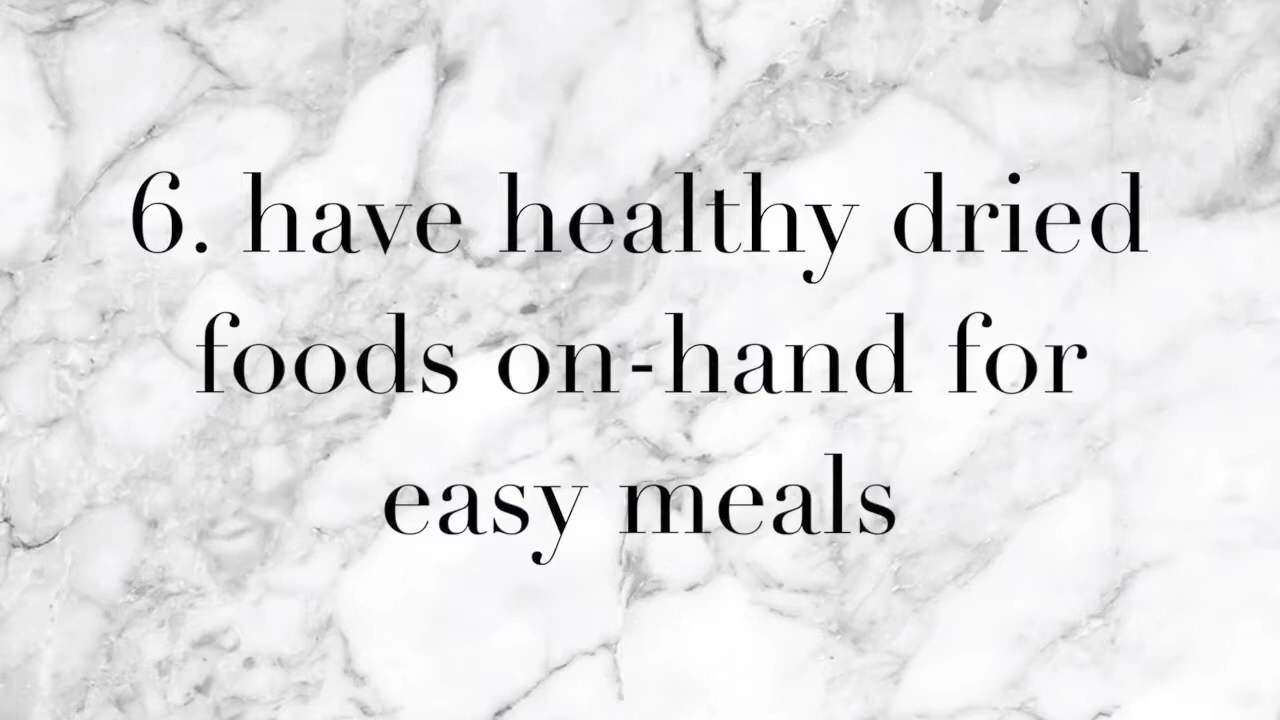 6. have healthy dried
foods on-hand for
easy meals